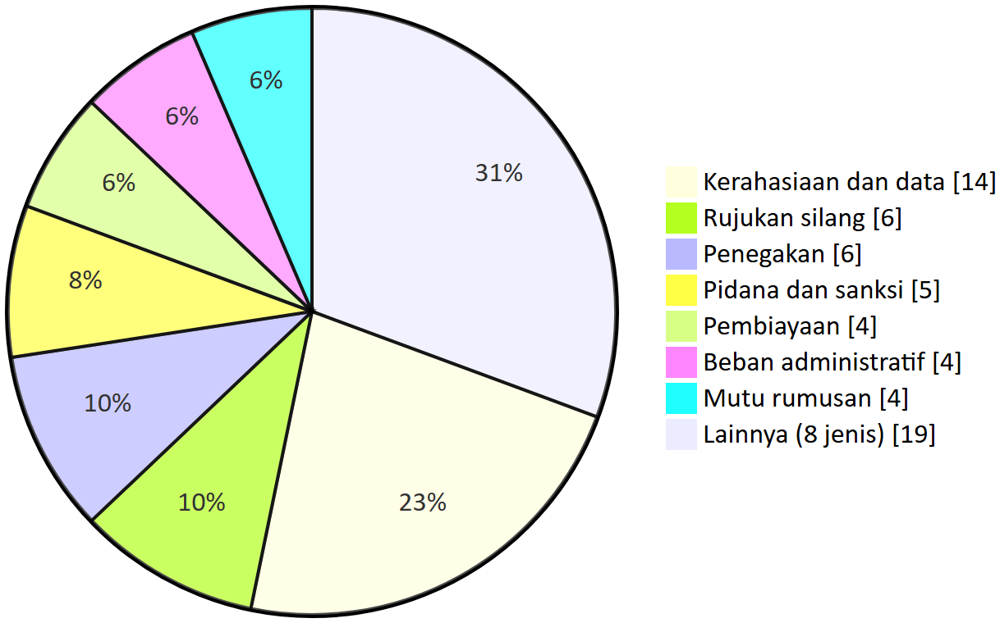 6%
6%
31%
6%
8%
10%
10%
23%
Kerahasiaan dan data [14]
Rujukan silang [6]
Penegakan [6]
Pidana dan sanksi [5]
Pembiayaan [4]
Beban administratif [4]
Mutu rumusan [4]
Lainnya (8 jenis) [19]